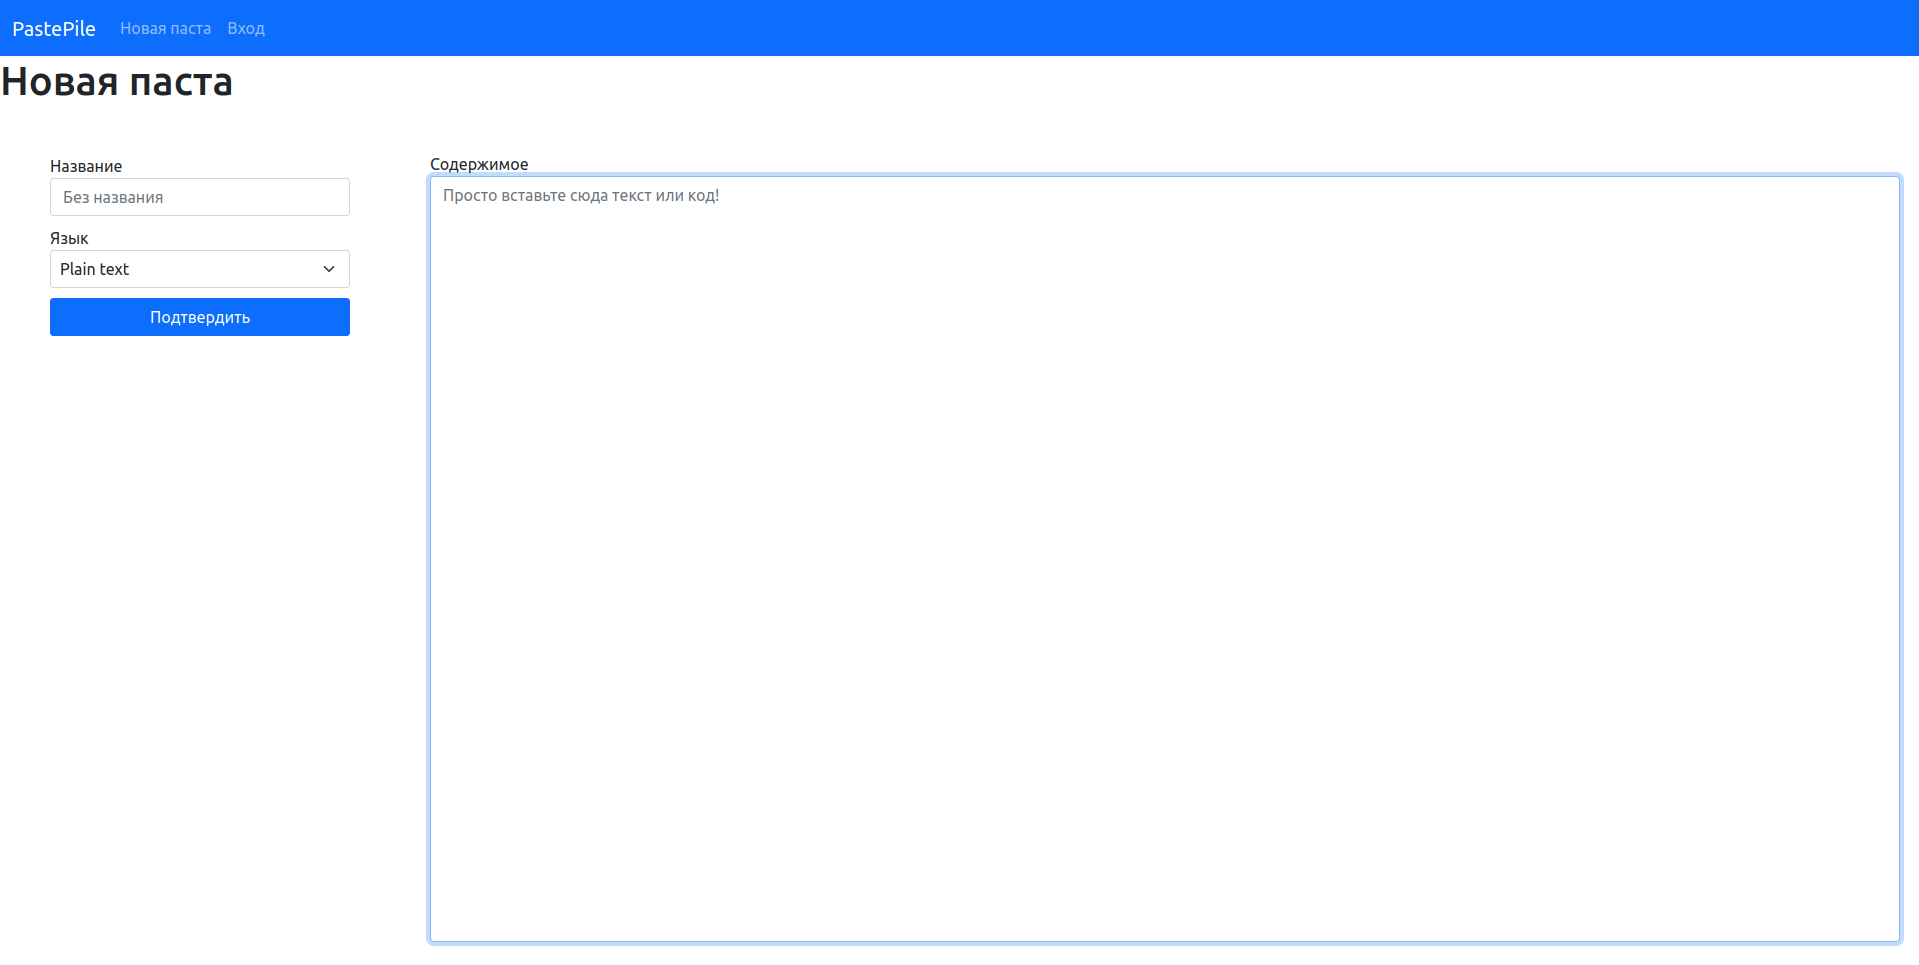 PastePile Новая паста Вход
Новая паста
Название
Без названия
Язык
Plain text
Подтвердить
Содержимое
Просто вставьте сюда текст или код!